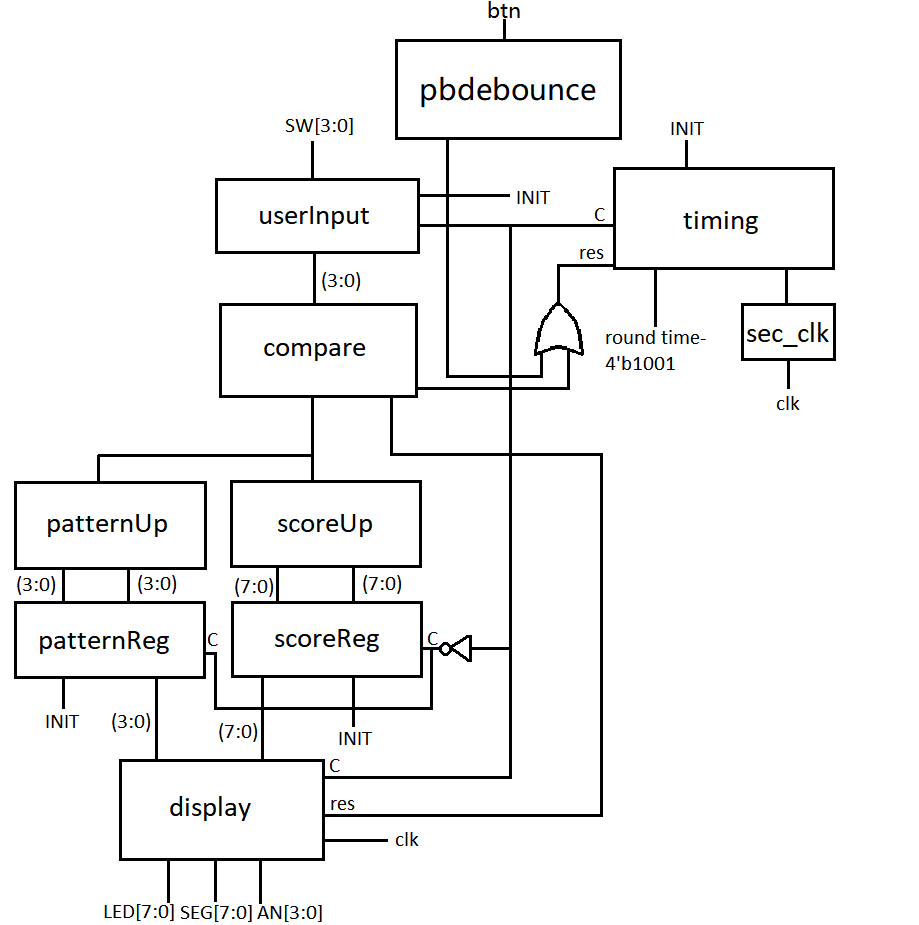 btn
pbdebounce
SW[3:0]
INIT
userInput
INIT
C
timing
res
(3:0)
compare
round time-
4'b1001
sec_clk
clk
patternUp
scoreUp
(3:0)
(3:0)
(7:0)
(7:0)
patternReg
C
scoreReg
C
INIT
(3:0)
(7:0)
INIT
C
display
res
clk
LED[7:0]
SEG[7:0]
AN[3:0]